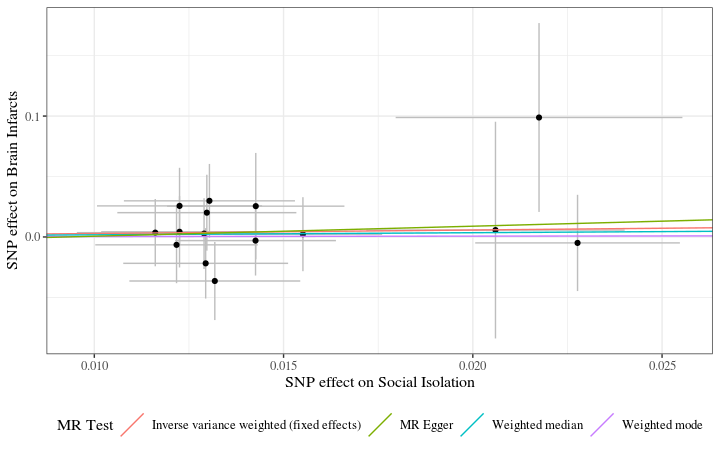 SNP effect on Brain Infarcts
0.1
0.0
0.010 0.015 0.020 0.025
SNP effect on Social Isolation
MR Test Inverse variance weighted (fixed effects) MR Egger Weighted median Weighted mode